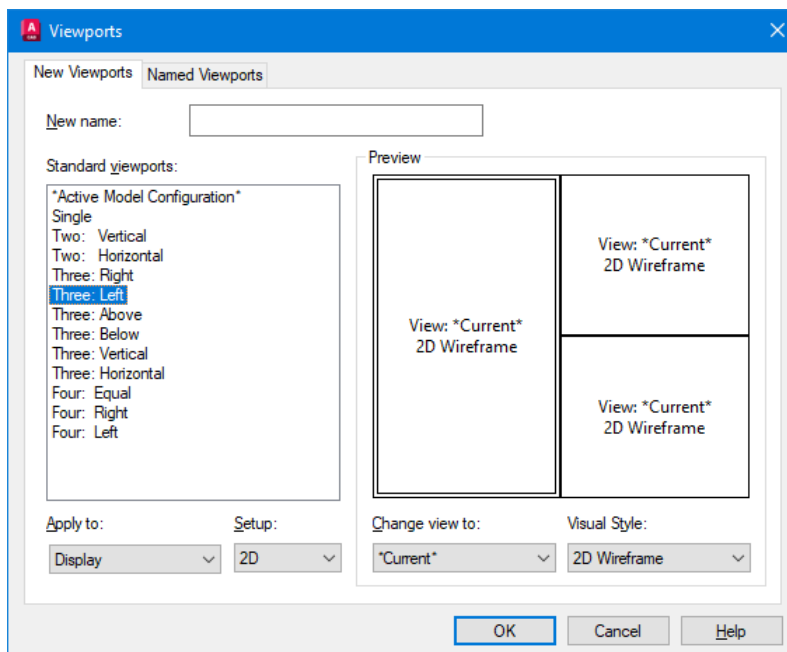 A
CAD
Viewports
New Viewports
Named Viewports
New name:
Standard viewports:
*Active Model Configuration*
Single
Two: Vertical
Two: Horizontal
Three: Right
Three: Left
Three: Above
Three: Below
Three: Vertical
Three: Horizontal
Four: Equal
Four: Right
Four: Left
Preview
View: *Current*
2D Wireframe
View: *Current*
2D Wireframe
View: *Current*
2D Wireframe
Apply to:
Setup:
Change view to:
Visual Style:
Display
2D
*Current*
2D Wireframe
OK
Cancel
Help